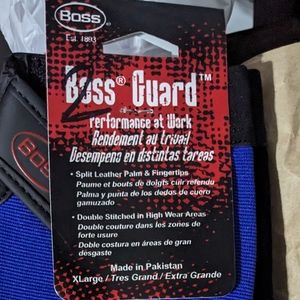 BOSS®
Est. 1893
Boss® Guard™
Performance at Work
Rendement au travail
Desempeno en distintas tareas
• Split Leather Palm & Fingertips
Paume et bouts de doigts cuir refendu
Palma y punta de los dedos de cuero
gamuzado
• Double Stitched in High Wear Areas
Double couture dans les zones de
forte usure
Doble costura en áreas de gran
desgaste
Made in Pakistan
XLarge / Tres Grand / Extra Grande
BOSS